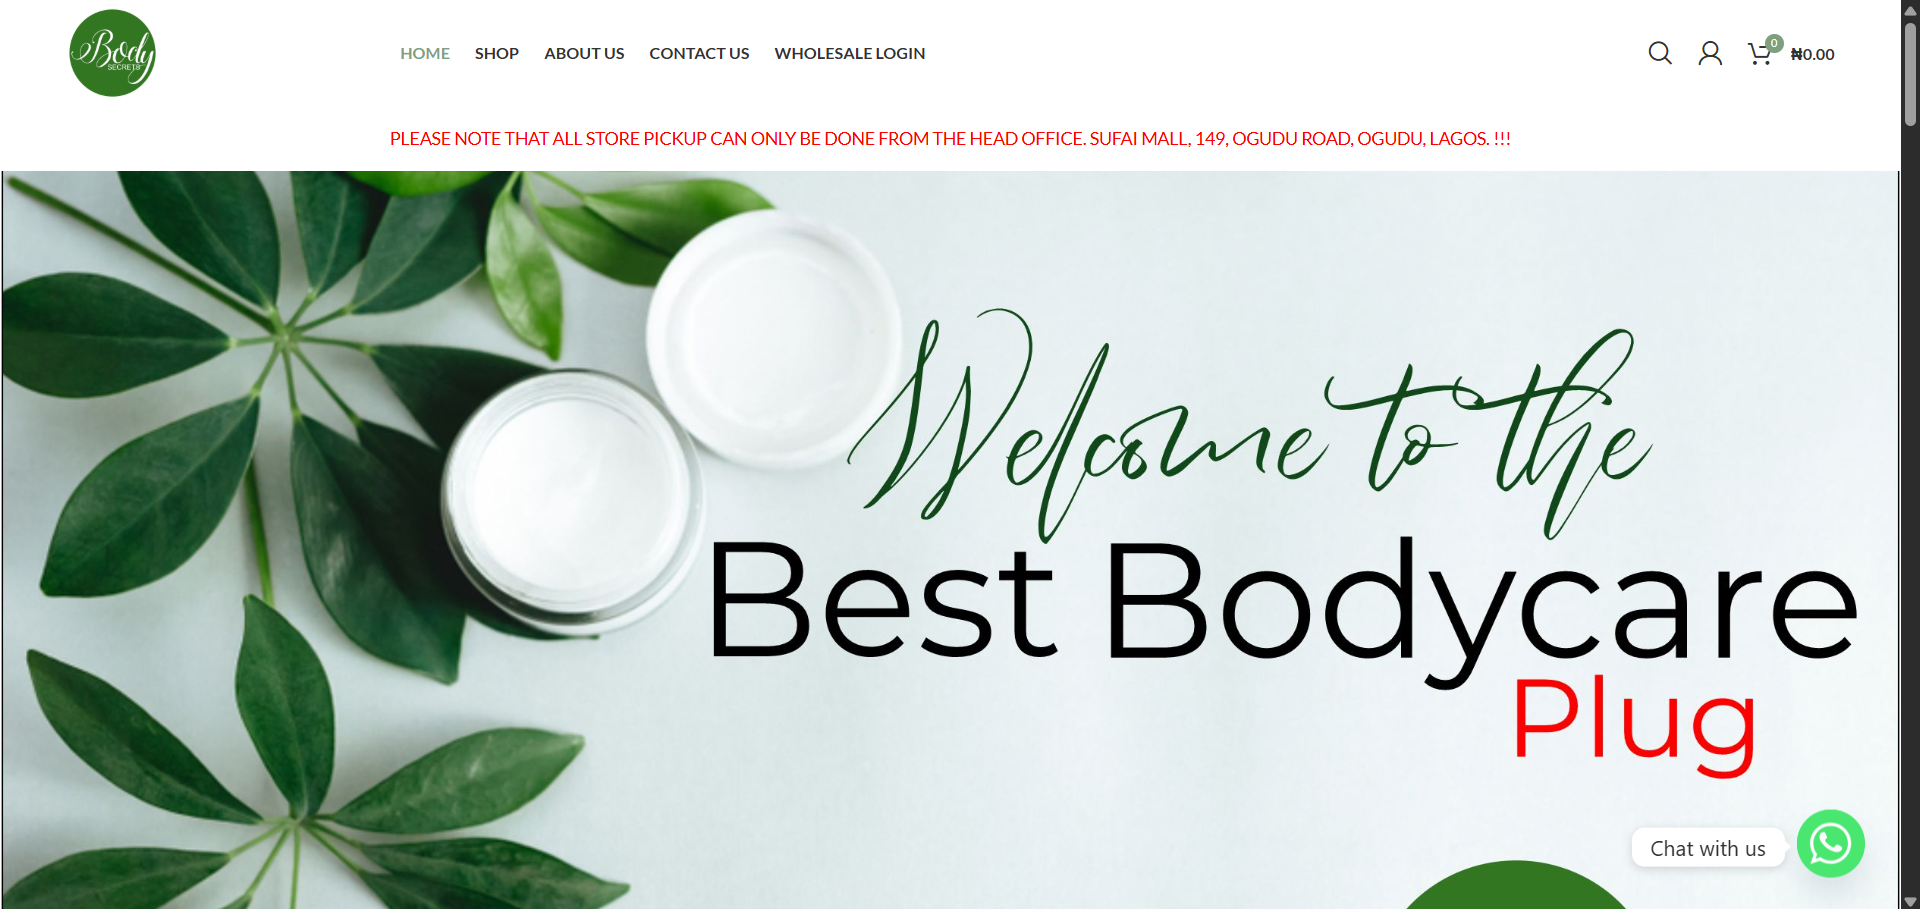 Body
SECRETS
HOME SHOP ABOUT US CONTACT US WHOLESALE LOGIN
0
₦0.00
PLEASE NOTE THAT ALL STORE PICKUP CAN ONLY BE DONE FROM THE HEAD OFFICE. SUFAI MALL, 149, OGUDU ROAD, OGUDU, LAGOS. !!!
Welcome to the
Best Bodycare
Plug
Chat with us